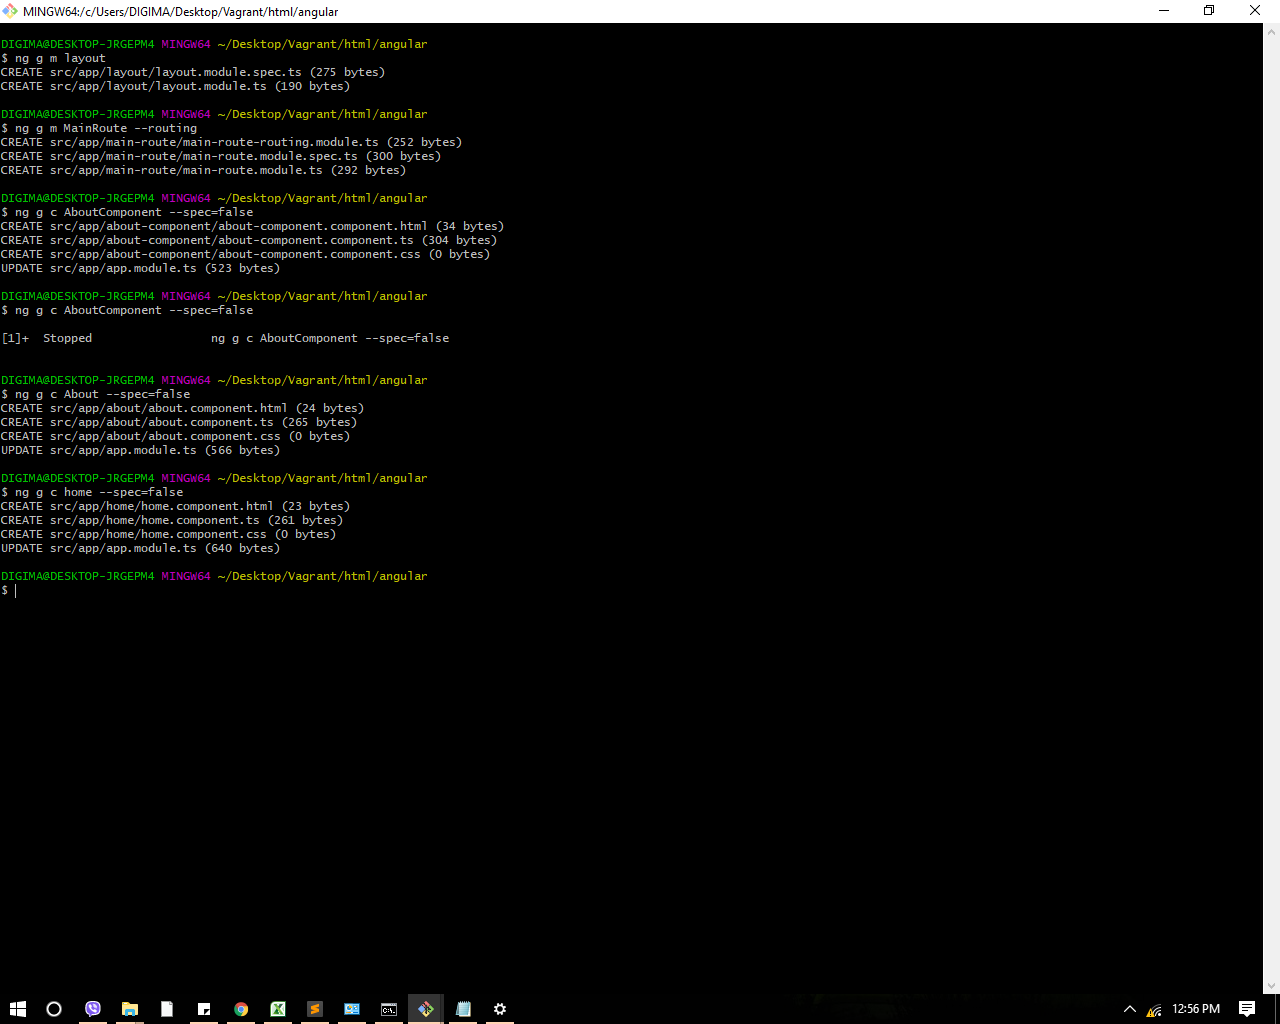 MINGW64:/c/Users/DIGIMA/Desktop/Vagrant/html/angular
DIGIMA@DESKTOP-JRGEPM4 MINGW64 ~/Desktop/Vagrant/html/angular
$ ng g m layout
CREATE src/app/layout/layout.module.spec.ts (275 bytes)
CREATE src/app/layout/layout.module.ts (190 bytes)
DIGIMA@DESKTOP-JRGEPM4 MINGW64 ~/Desktop/Vagrant/html/angular
$ ng g m MainRoute --routing
CREATE src/app/main-route/main-route-routing.module.ts (252 bytes)
CREATE src/app/main-route/main-route.module.spec.ts (300 bytes)
CREATE src/app/main-route/main-route.module.ts (292 bytes)
DIGIMA@DESKTOP-JRGEPM4 MINGW64 ~/Desktop/Vagrant/html/angular
$ ng g c AboutComponent --spec=false
CREATE src/app/about-component/about-component.component.html (34 bytes)
CREATE src/app/about-component/about-component.component.ts (304 bytes)
CREATE src/app/about-component/about-component.component.css (0 bytes)
UPDATE src/app/app.module.ts (523 bytes)
DIGIMA@DESKTOP-JRGEPM4 MINGW64 ~/Desktop/Vagrant/html/angular
$ ng g c AboutComponent --spec=false
[1]+  Stopped                 ng g c AboutComponent --spec=false
DIGIMA@DESKTOP-JRGEPM4 MINGW64 ~/Desktop/Vagrant/html/angular
$ ng g c About --spec=false
CREATE src/app/about/about.component.html (24 bytes)
CREATE src/app/about/about.component.ts (265 bytes)
CREATE src/app/about/about.component.css (0 bytes)
UPDATE src/app/app.module.ts (566 bytes)
DIGIMA@DESKTOP-JRGEPM4 MINGW64 ~/Desktop/Vagrant/html/angular
$ ng g c home --spec=false
CREATE src/app/home/home.component.html (23 bytes)
CREATE src/app/home/home.component.ts (261 bytes)
CREATE src/app/home/home.component.css (0 bytes)
UPDATE src/app/app.module.ts (640 bytes)
DIGIMA@DESKTOP-JRGEPM4 MINGW64 ~/Desktop/Vagrant/html/angular
$
12:56 PM